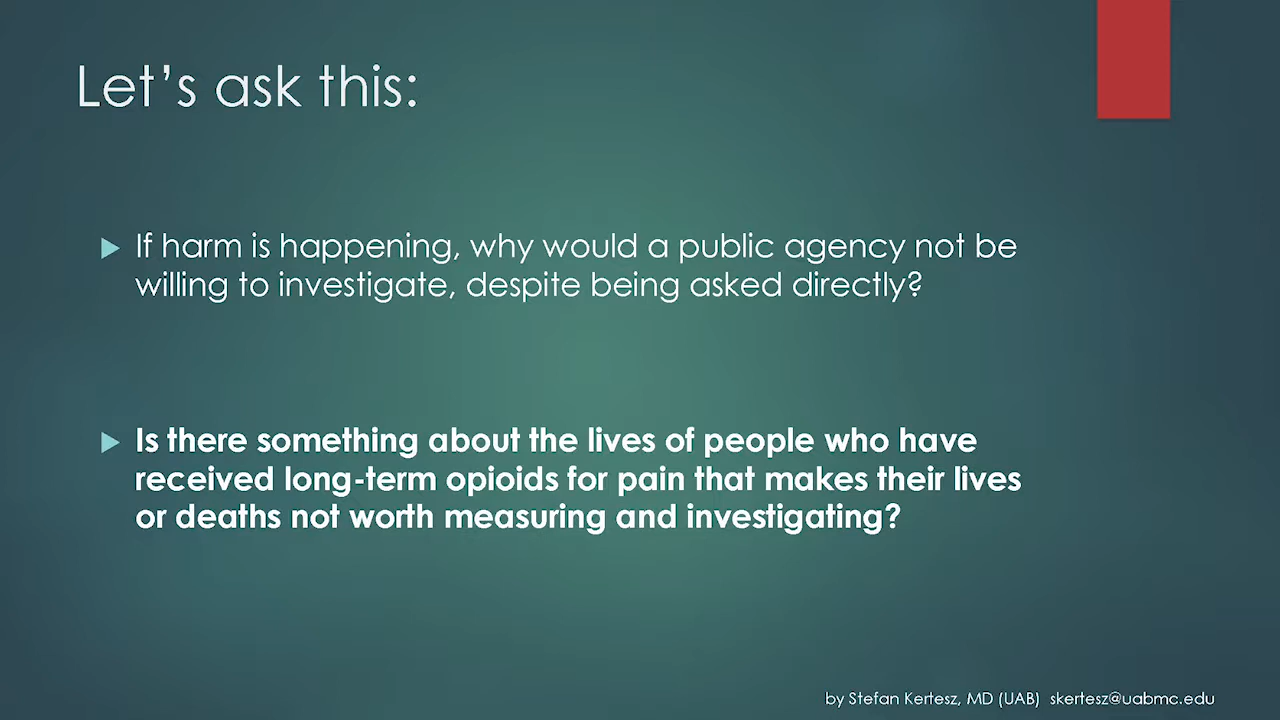 Let's ask this:
If harm is happening, why would a public agency not be
willing to investigate, despite being asked directly?
Is there something about the lives of people who have
received long-term opioids for pain that makes their lives
or deaths not worth measuring and investigating?
by Stefan Kertesz, MD (UAB) skertesz@uabmc.edu